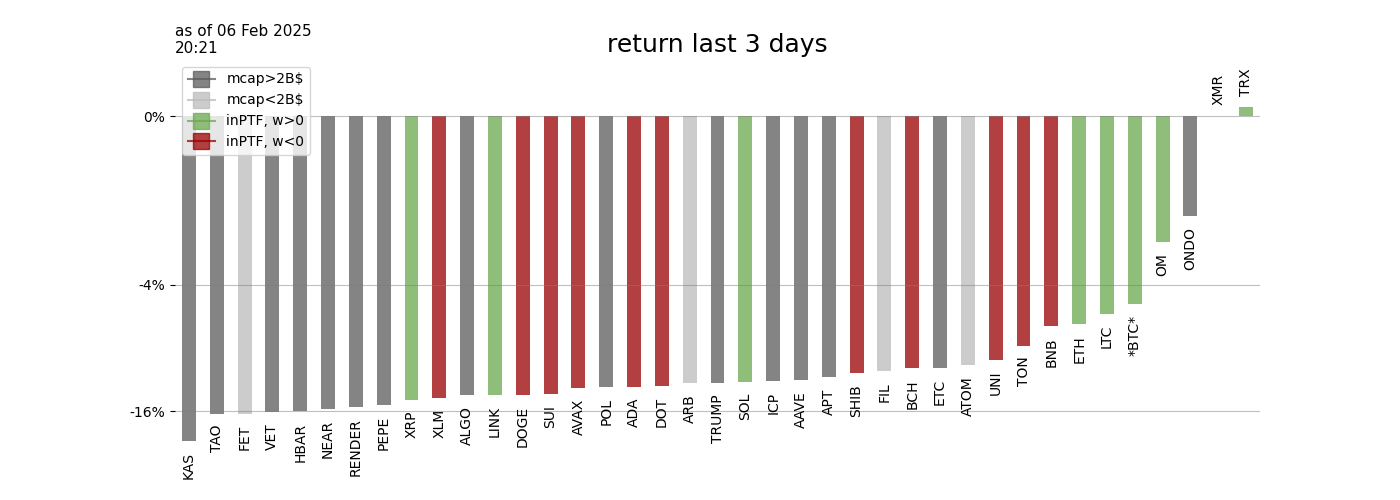 as of 06 Feb 2025
20:21
return last 3 days
mcap>2B$
mcap<2B$
inPTF, w>0
inPTF, w<0
0%
-4%
-16%
KAS
TAO
FET
VET
HBAR
NEAR
RENDER
PEPE
XRP
XLM
ALGO
LINK
DOGE
SUI
AVAX
POL
ADA
DOT
ARB
TRUMP
SOL
ICP
AAVE
APT
SHIB
FIL
BCH
ETC
ATOM
UNI
TON
BNB
ETH
LTC
*BTC*
OM
ONDO
XMR
TRX